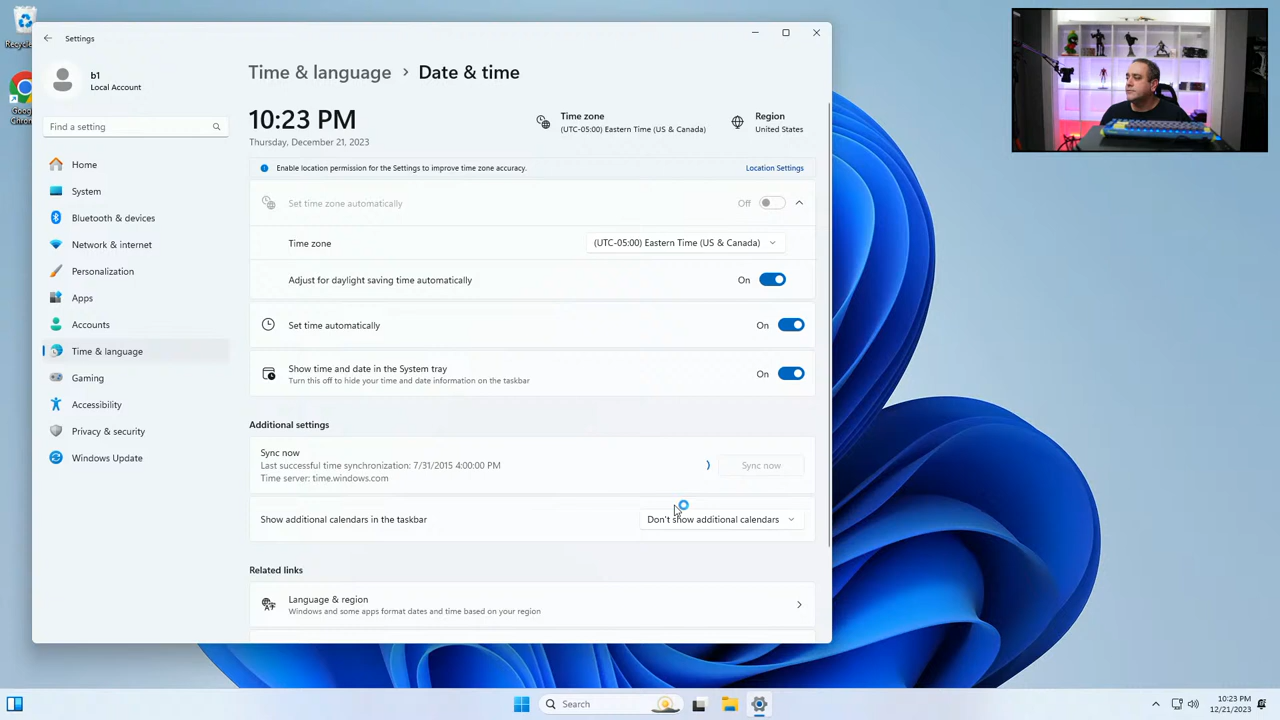 Settings
b1
Local Account
Find a setting
Home
System
Bluetooth & devices
Network & internet
Personalization
Apps
Accounts
Time & language
Gaming
Accessibility
Privacy & security
Windows Update
Time & language > Date & time
10:23 PM
Thursday, December 21, 2023
Time zone
(UTC-05:00) Eastern Time (US & Canada)
Region
United States
Enable location permission for the Settings to improve time zone accuracy.
Location Settings
Set time zone automatically
Off
Time zone
(UTC-05:00) Eastern Time (US & Canada)
Adjust for daylight saving time automatically
On
Set time automatically
On
Show time and date in the System tray
Turn this off to hide your time and date information on the taskbar
On
Additional settings
Sync now
Last successful time synchronization: 7/31/2015 4:00:00 PM
Time server: time.windows.com
Sync now
Show additional calendars in the taskbar
Don't show additional calendars
Related links
Language & region
Windows and some apps format dates and time based on your region
Search
10:23 PM
12/21/2023